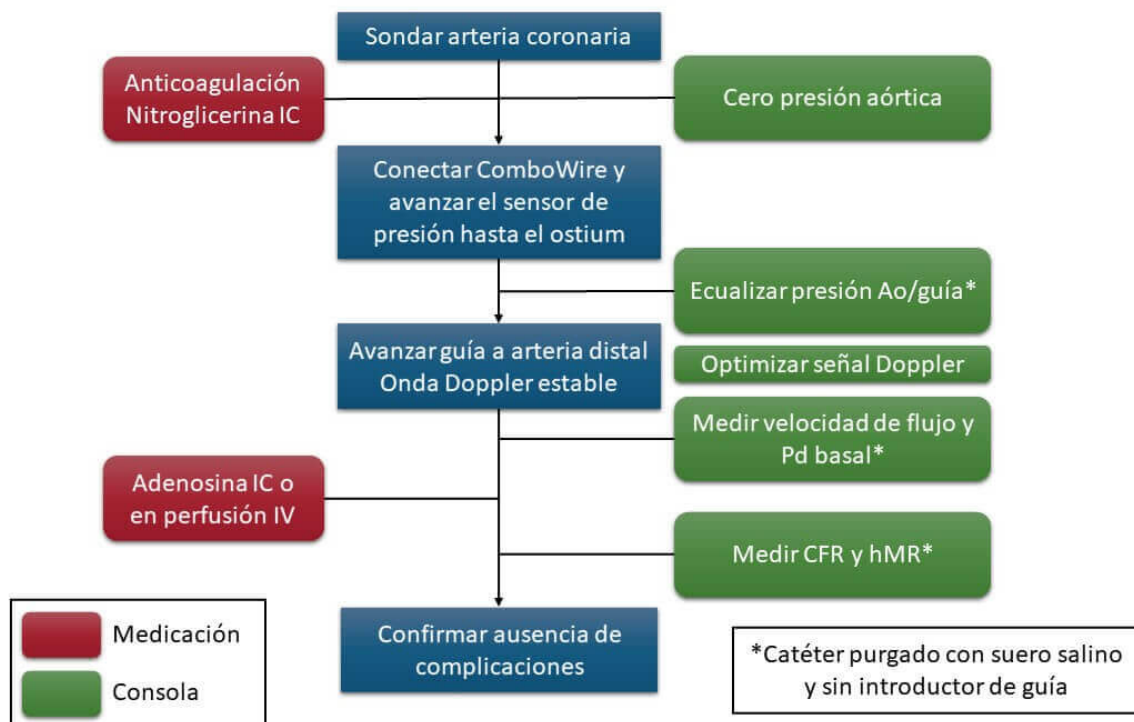 Sondar arteria coronaria
Anticoagulación
Nitroglicerina IC
Cero presión aórtica
Conectar ComboWire y
avanzar el sensor de
presión hasta el ostium
Ecualizar presión Ao/guía*
Avanzar guía a arteria distal
Onda Doppler estable
Optimizar señal Doppler
Medir velocidad de flujo y
Pd basal*
Adenosina IC o
en perfusión IV
Medir CFR y hMR*
Confirmar ausencia de
complicaciones
Medicación
Consola
*Catéter purgado con suero salino
y sin introductor de guía